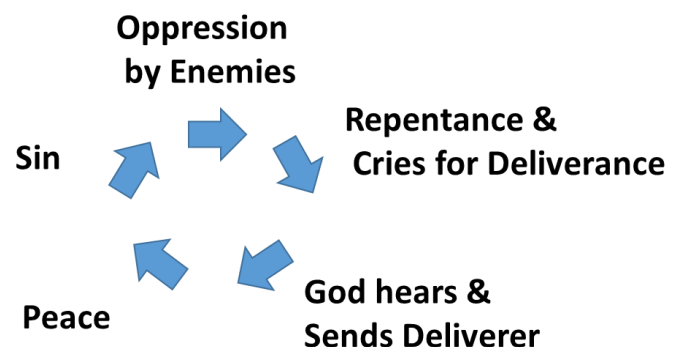 Oppression
by Enemies
Repentance &
Cries for Deliverance
Sin
God hears &
Sends Deliverer
Peace